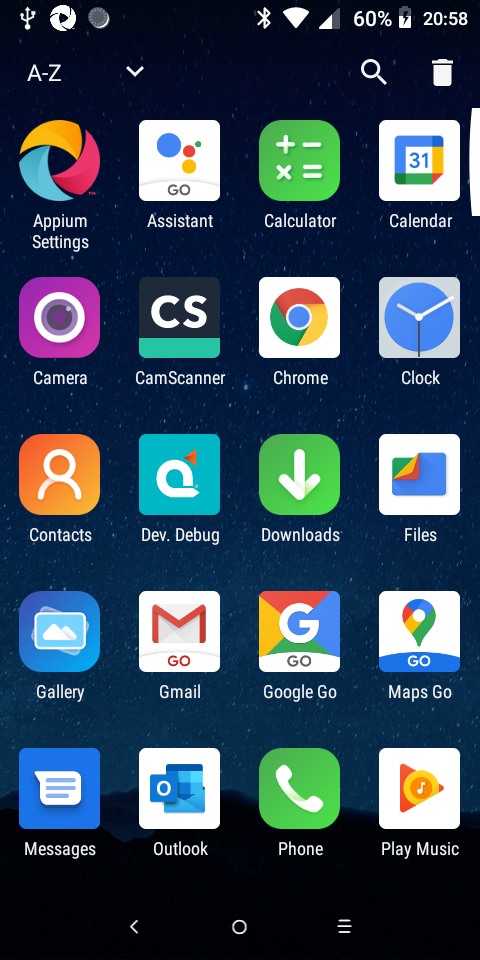 60% 20:58
A-Z
GO 31
Appium Settings Assistant Calculator Calendar
CS
Camera CamScanner Chrome Clock
Contacts Dev. Debug Downloads Files
GO GO GO
Gallery Gmail Google Go Maps Go
Messages Outlook Phone Play Music